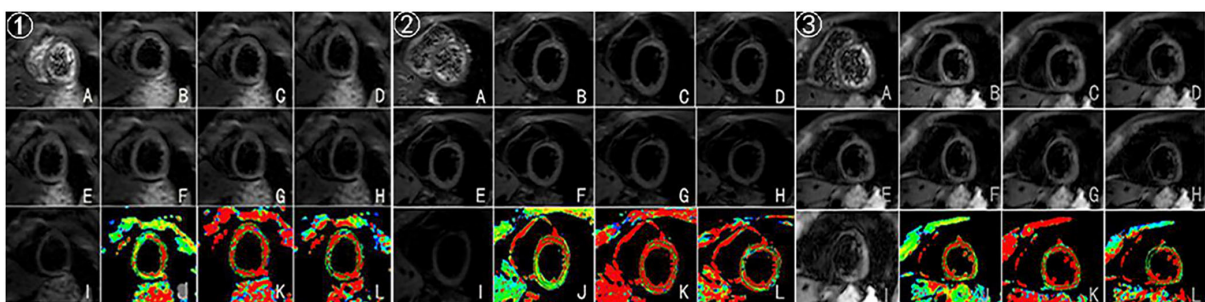 ① ② ③
A B C D A B C D A B C D
E F G H E F G H E F G H
I J K L I J K L I J K L